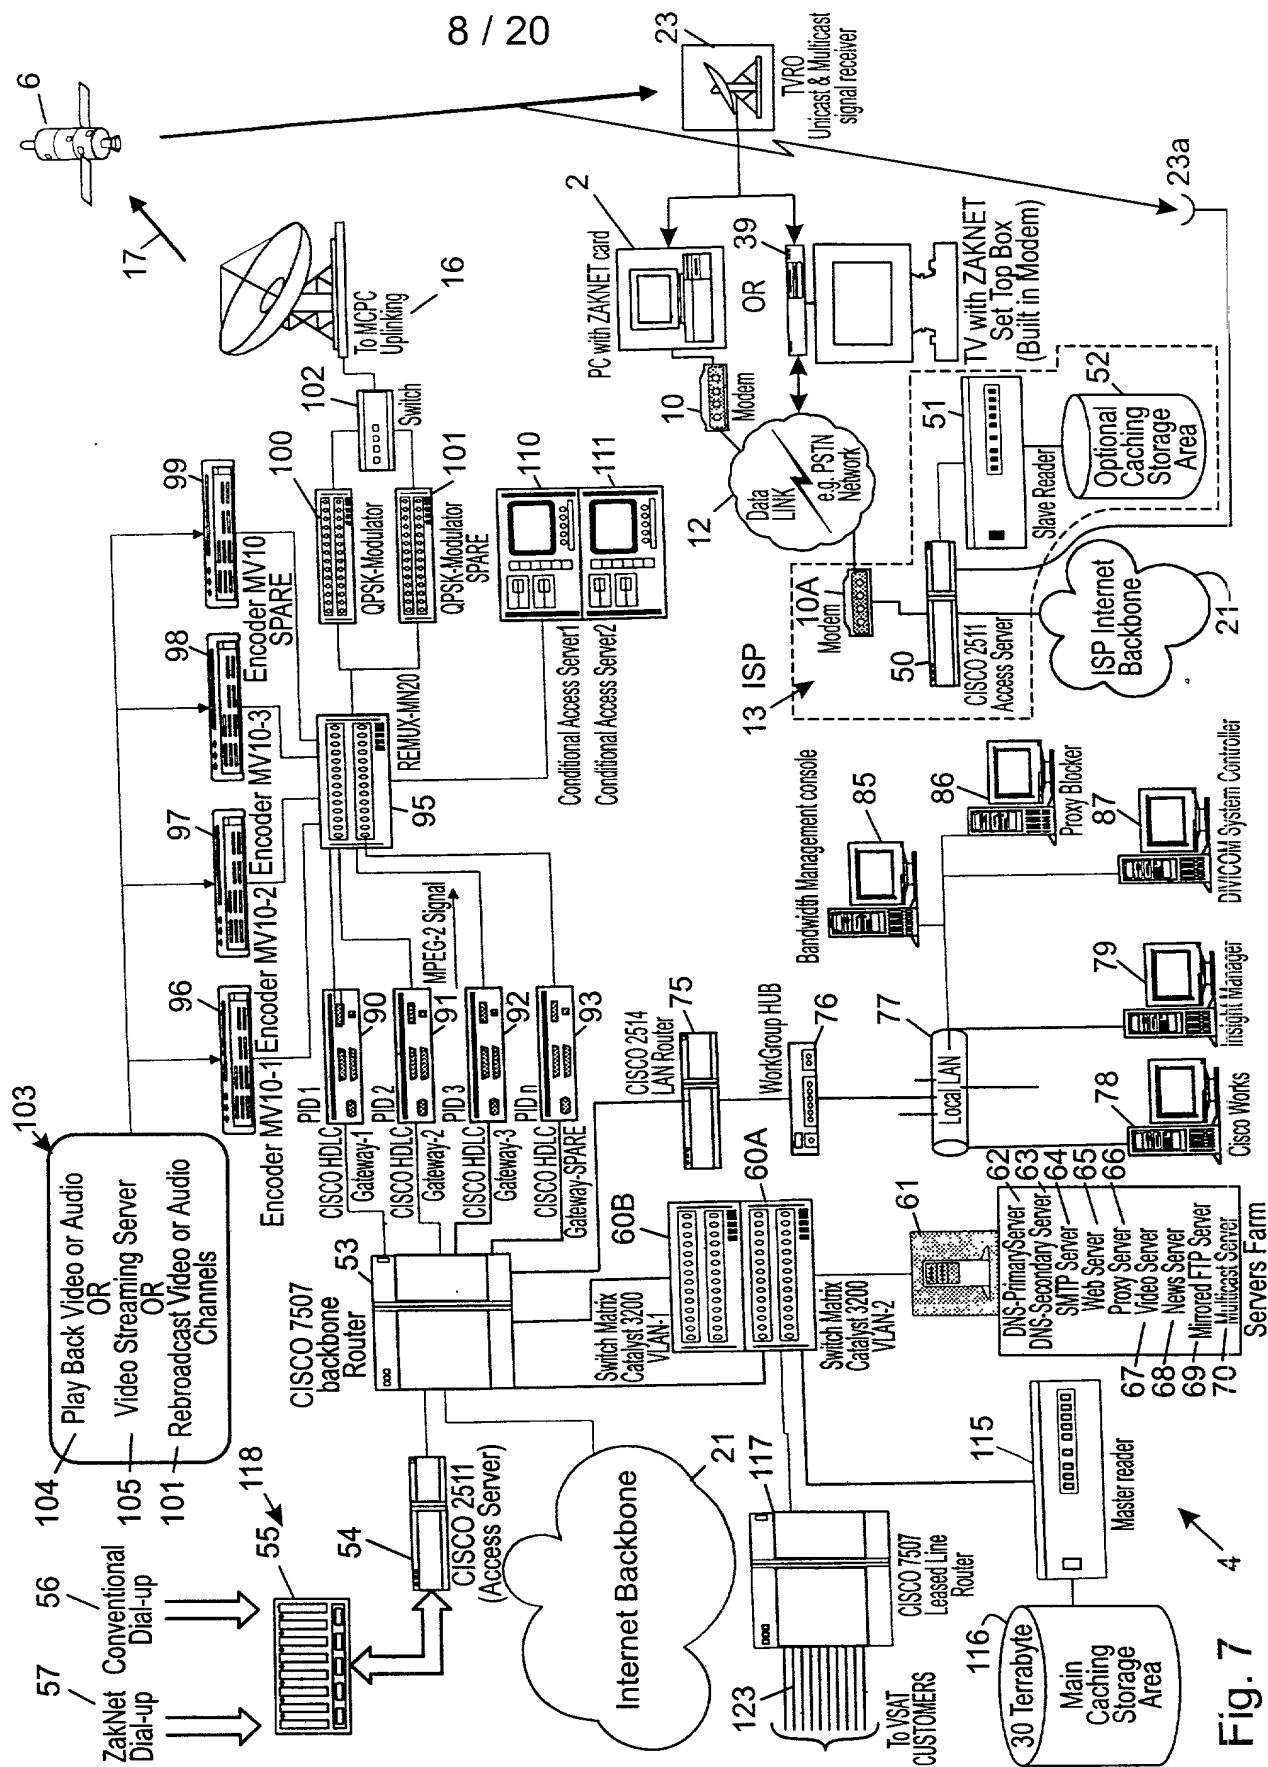 8 / 20
6
17
23
TVRO
Unicast & Multicast
signal receiver
23a
To MCPC
Uplinking
16
102
Switch
PC with ZAKNET card
2
39
OR
TV with ZAKNET
Set Top Box
(Built in Modem)
10
Modem
12
Data
LINK
e.g. PSTN
Network
99
Encoder MV10
SPARE
98
Encoder MV10-3
97
Encoder MV10-2
96
Encoder MV10-1
100
QPSK-Modulator
101
QPSK-Modulator
SPARE
110
111
Conditional Access Server1
Conditional Access Server2
REMUX-MN20
95
13 ISP
10A
Modem
50
CISCO 2511
Access Server
51
Slave Reader
52
Optional
Caching
Storage
Area
ISP Internet
Backbone
21
103
104
Play Back Video or Audio
OR
105
Video Streaming Server
OR
101
Rebroadcast Video or Audio
Channels
PID1
90
CISCO HDLC
Gateway-1
PID2
91
CISCO HDLC
Gateway-2
MPEG-2 Signal
PID3
92
CISCO HDLC
Gateway-3
PIDn
93
CISCO HDLC
Gateway-SPARE
CISCO 7507
backbone
Router
53
CISCO 2514
LAN Router
75
WorkGroup HUB
76
77
Local LAN
Bandwidth Management console
85
86
Proxy Blocker
87
DIVICOM System Controller
79
Insight Manager
78
Cisco Works
60B
60A
Switch Matrix
Catalyst 3200
VLAN-1
Switch Matrix
Catalyst 3200
VLAN-2
61
DNS-PrimaryServer
62
DNS-Secondary Server
63
SMTP Server
64
Web Server
65
Proxy Server
66
67
Video Server
68
News Server
69
Mirrored FTP Server
70
Multicast Server
Servers Farm
ZakNet
Dial-up
57
Conventional
Dial-up
56
55
118
54
CISCO 2511
(Access Server)
Internet Backbone
21
117
CISCO 7507
Leased Line
Router
123
To VSAT
CUSTOMERS
115
Master reader
116
30 Terrabyte
Main
Caching
Storage
Area
4
Fig. 7